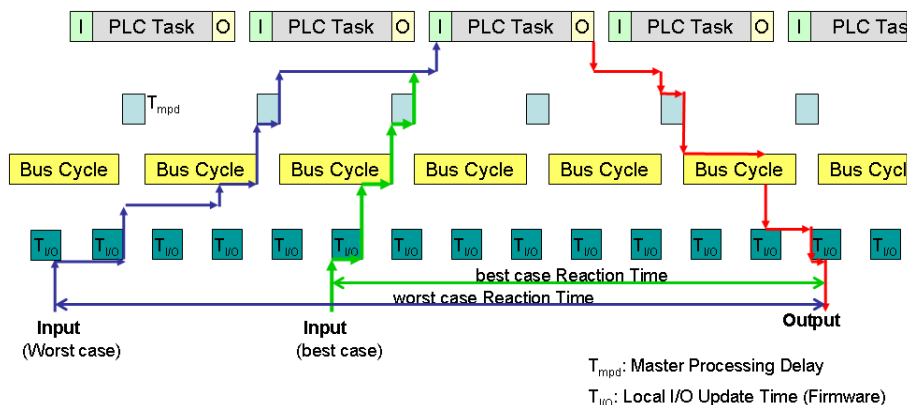 I PLC Task O I PLC Task O I PLC Task O I PLC Task O I PLC Tas
Tmpd
Bus Cycle Bus Cycle Bus Cycle Bus Cycle Bus Cycle Bus Cycle Bus Cycl
TI/O TI/O TI/O TI/O TI/O TI/O TI/O TI/O TI/O TI/O TI/O TI/O TI/O TI/O TI/O
best case Reaction Time
worst case Reaction Time
Input Input Output
(Worst case) (best case)
Tmpd: Master Processing Delay
TI/O: Local I/O Update Time (Firmware)